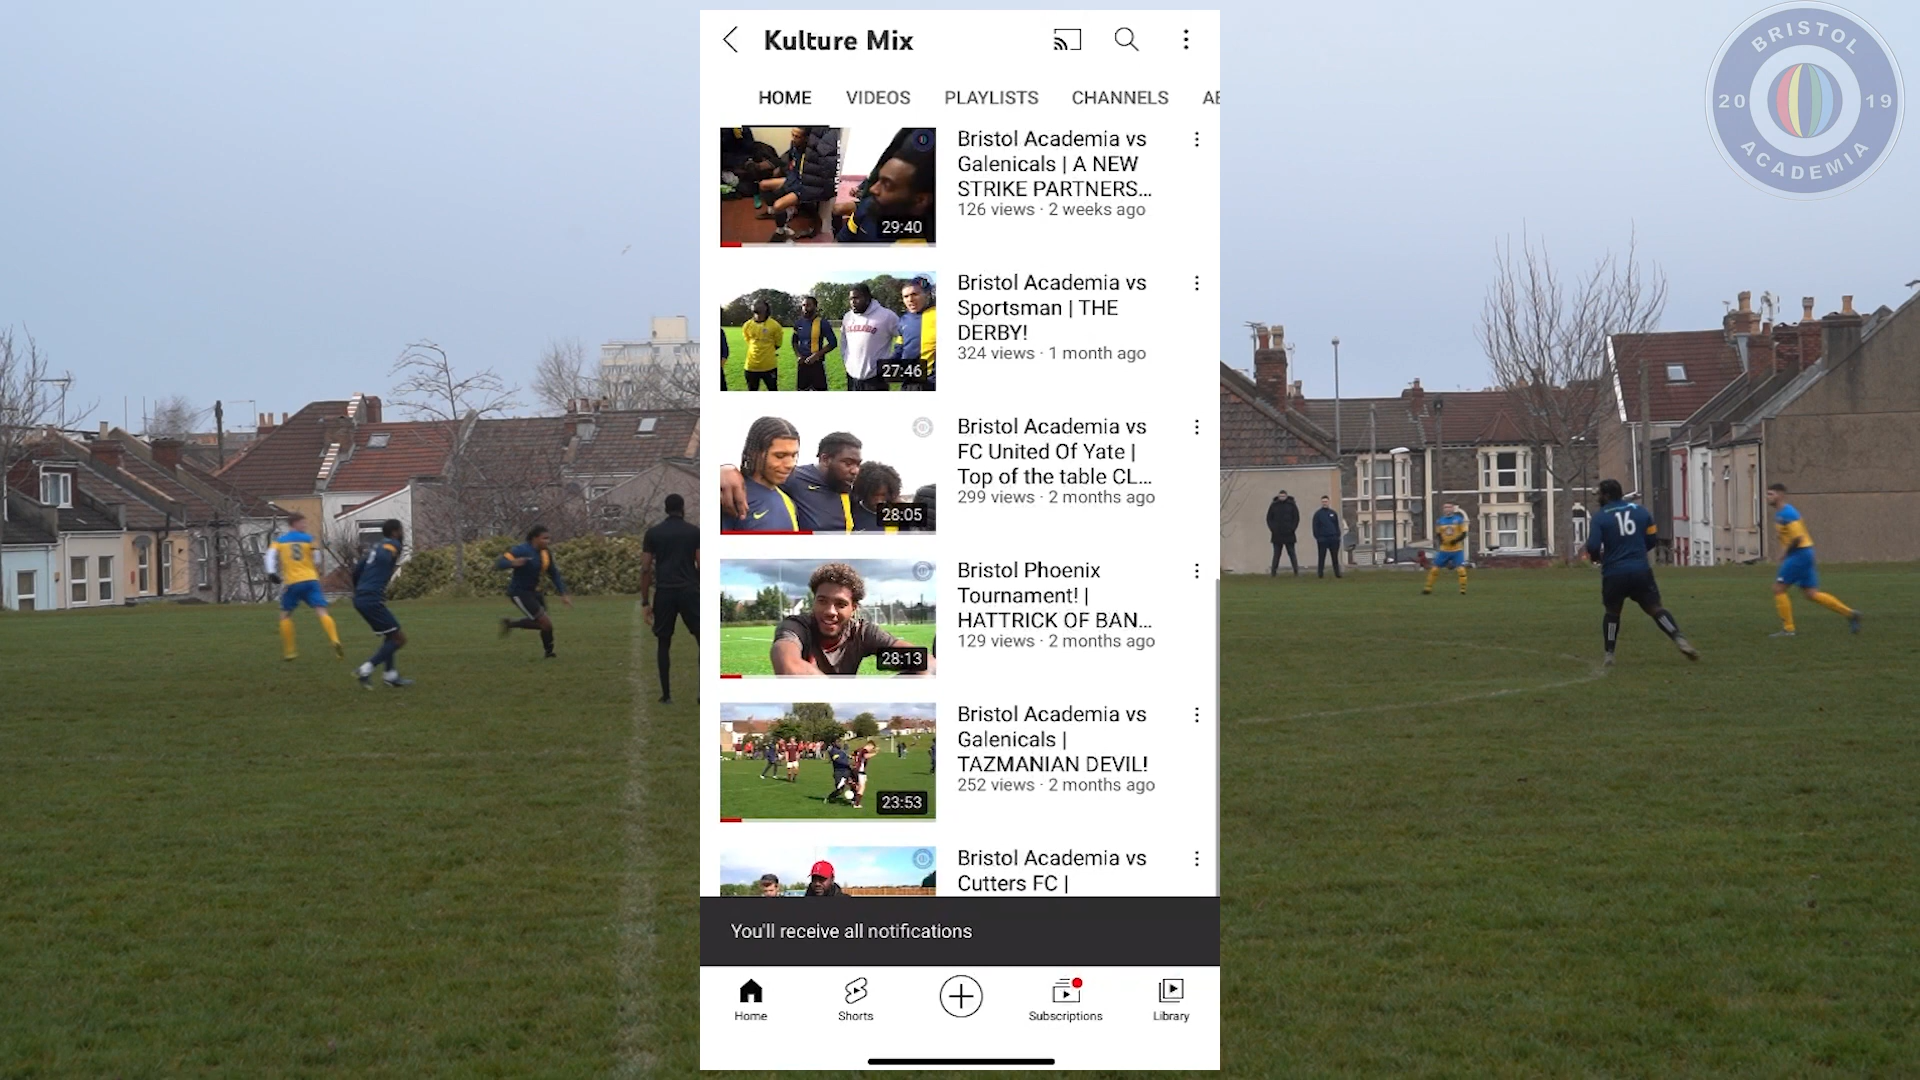 Kulture Mix
HOME VIDEOS PLAYLISTS CHANNELS
Bristol Academia vs
Galenicals | A NEW
STRIKE PARTNERS...
126 views · 2 weeks ago
29:40
Bristol Academia vs
Sportsman | THE
DERBY!
324 views · 1 month ago
27:46
Bristol Academia vs
FC United Of Yate |
Top of the table CL...
299 views · 2 months ago
28:05
Bristol Phoenix
Tournament! |
HATTRICK OF BAN...
129 views · 2 months ago
28:13
Bristol Academia vs
Galenicals |
TAZMANIAN DEVIL!
252 views · 2 months ago
23:53
Bristol Academia vs
Cutters FC |
You'll receive all notifications
Home Shorts Subscriptions Library
BRISTOL
2019
ACADEMIA
16